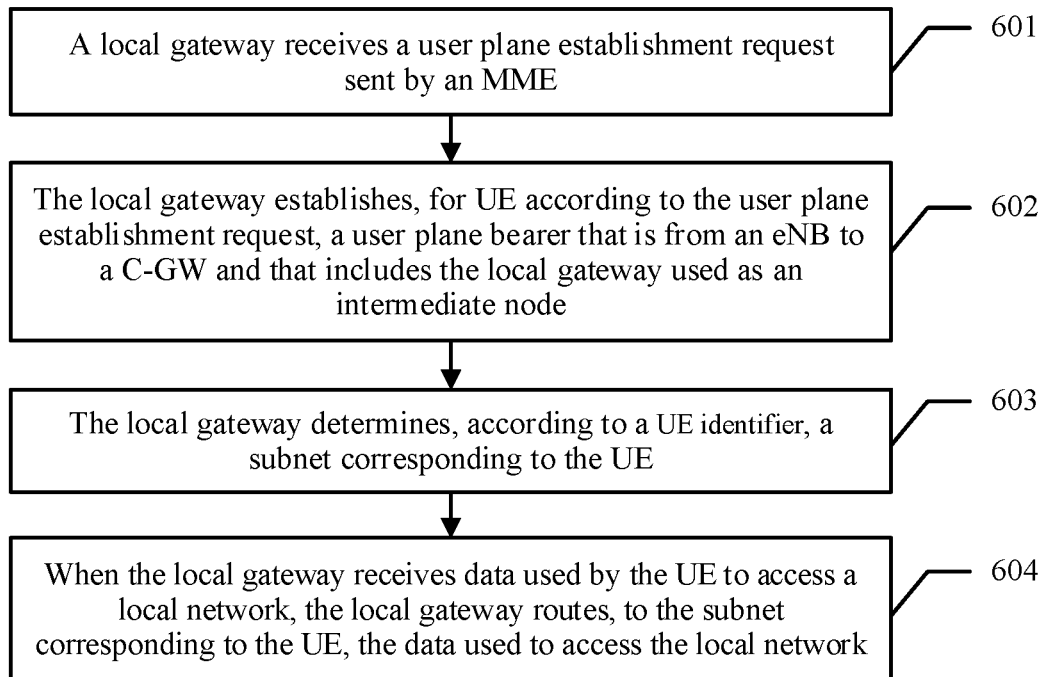 A local gateway receives a user plane establishment request
sent by an MME
601
The local gateway establishes, for UE according to the user plane
establishment request, a user plane bearer that is from an eNB to
a C-GW and that includes the local gateway used as an
intermediate node
602
The local gateway determines, according to a UE identifier, a
subnet corresponding to the UE
603
When the local gateway receives data used by the UE to access a
local network, the local gateway routes, to the subnet
corresponding to the UE, the data used to access the local network
604